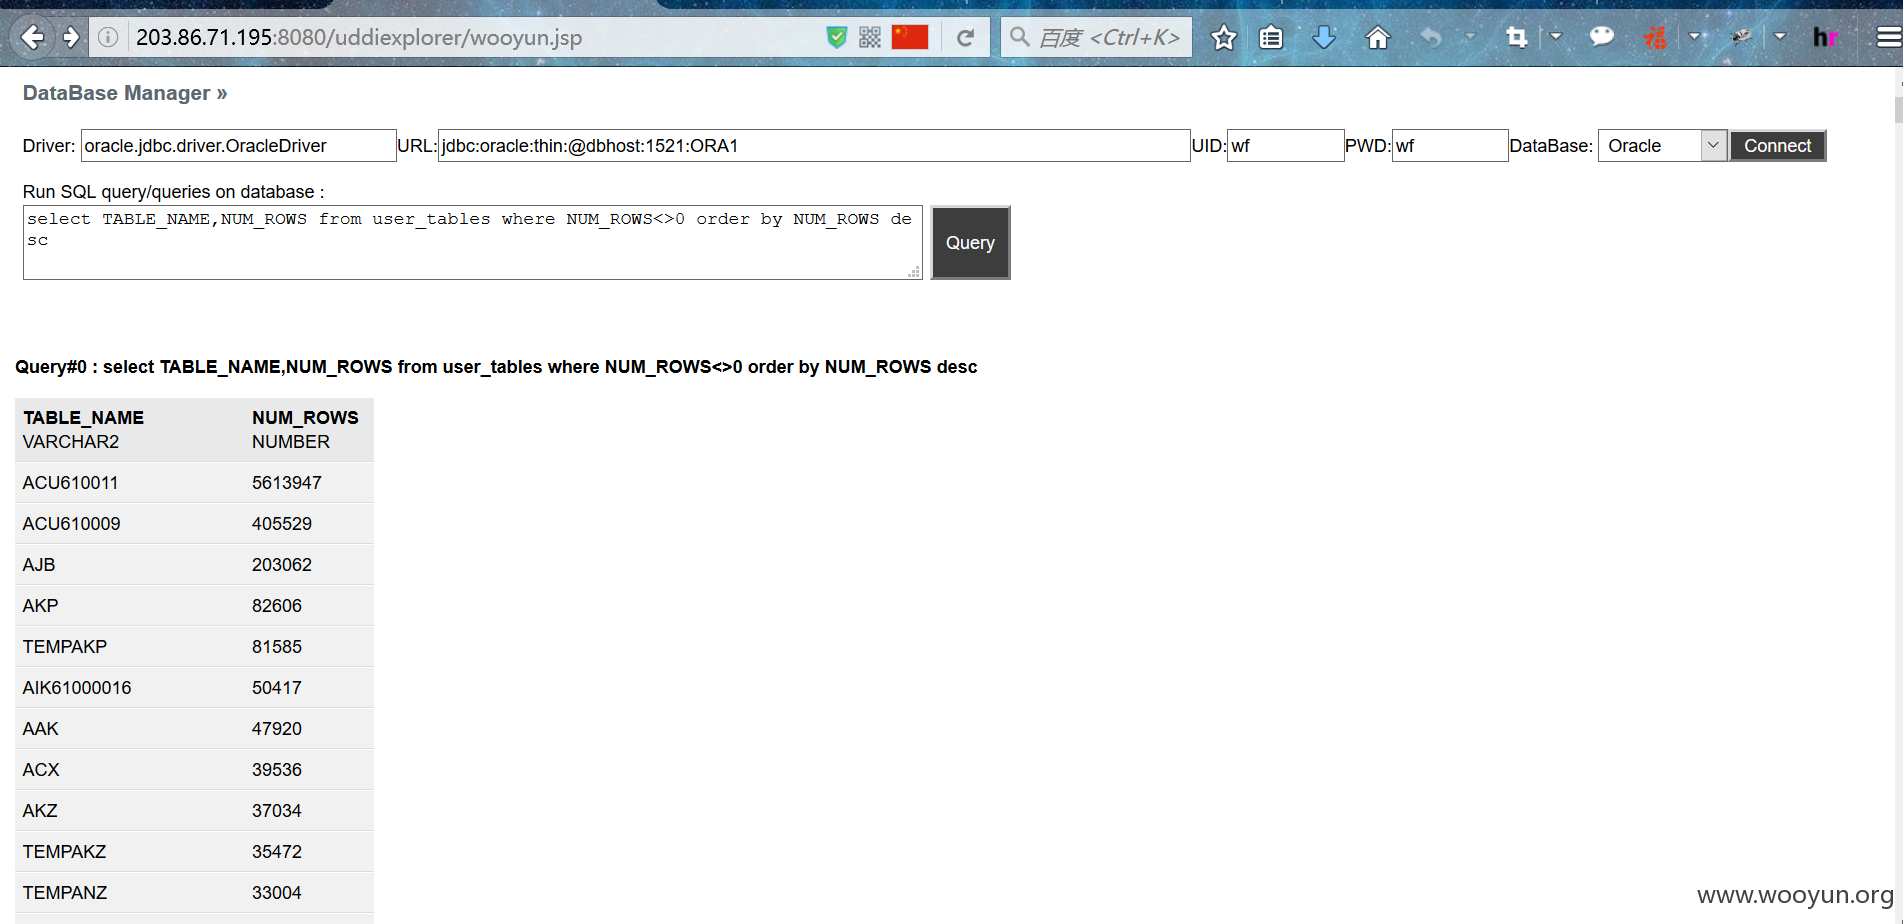 203.86.71.195:8080/uddiexplorer/wooyun.jsp
百度 <Ctrl+K>
hr
DataBase Manager »
Driver: oracle.jdbc.driver.OracleDriver URL: jdbc:oracle:thin:@dbhost:1521:ORA1 UID: wf PWD: wf DataBase: Oracle Connect
Run SQL query/queries on database :
select TABLE_NAME,NUM_ROWS from user_tables where NUM_ROWS<>0 order by NUM_ROWS de
sc
Query
Query#0 : select TABLE_NAME,NUM_ROWS from user_tables where NUM_ROWS<>0 order by NUM_ROWS desc
TABLE_NAME NUM_ROWS
VARCHAR2 NUMBER
ACU610011 5613947
ACU610009 405529
AJB 203062
AKP 82606
TEMPAKP 81585
AIK61000016 50417
AAK 47920
ACX 39536
AKZ 37034
TEMPAKZ 35472
TEMPANZ 33004
www.wooyun.org